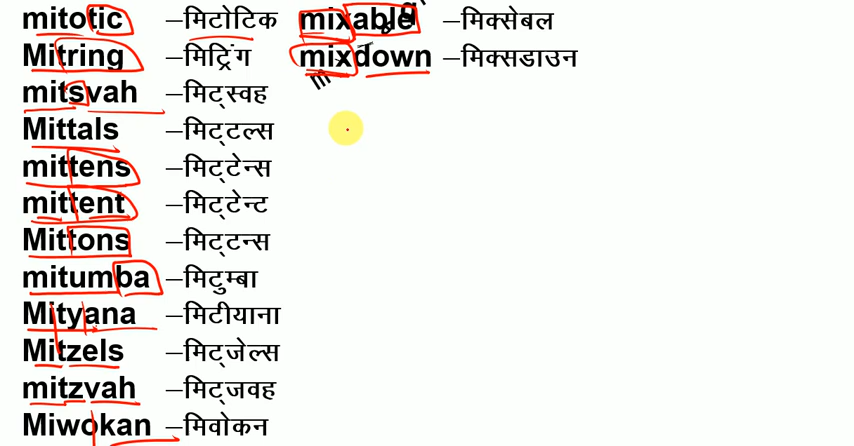 mitotic –मिटोटिक
Mitring –मिट्रिंग
mitsvah –मिट्स्वह
Mittals –मिट्टल्स
mittens –मिट्टेन्स
mittent –मिट्टेन्ट
Mittons –मिट्टन्स
mitumba –मिटुम्बा
Mityana –मिटीयाना
Mitzels –मिट्जेल्स
mitzvah –मिट्जवह
Miwokan –मिवोकन
mixable –मिक्सेबल
mixdown –मिक्सडाउन